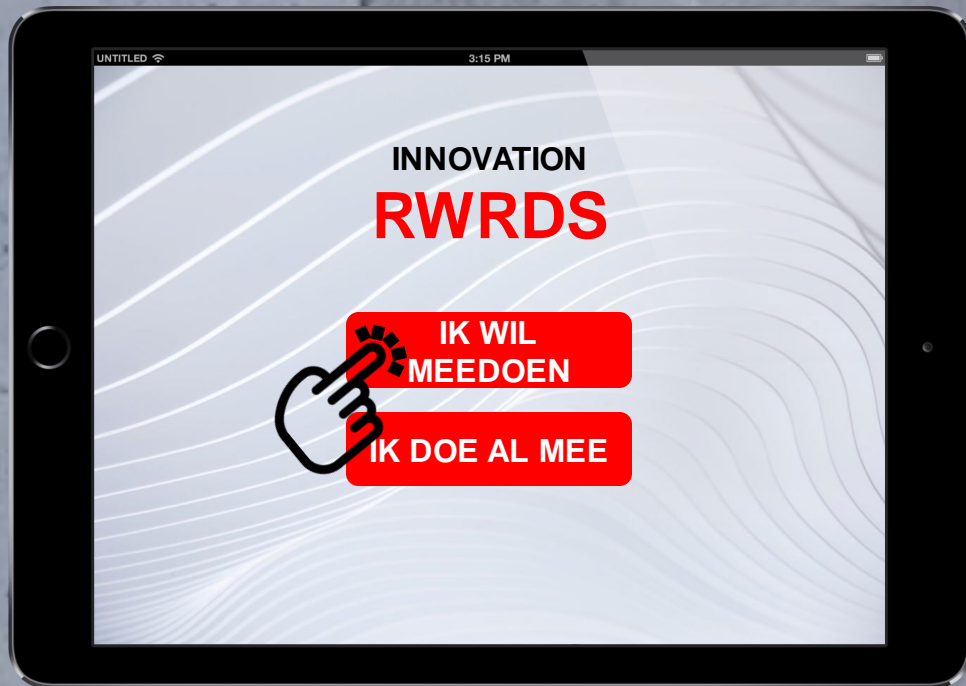 UNTITLED 3:15 PM
INNOVATION
RWRDS
IK WIL
MEEDOEN
IK DOE AL MEE